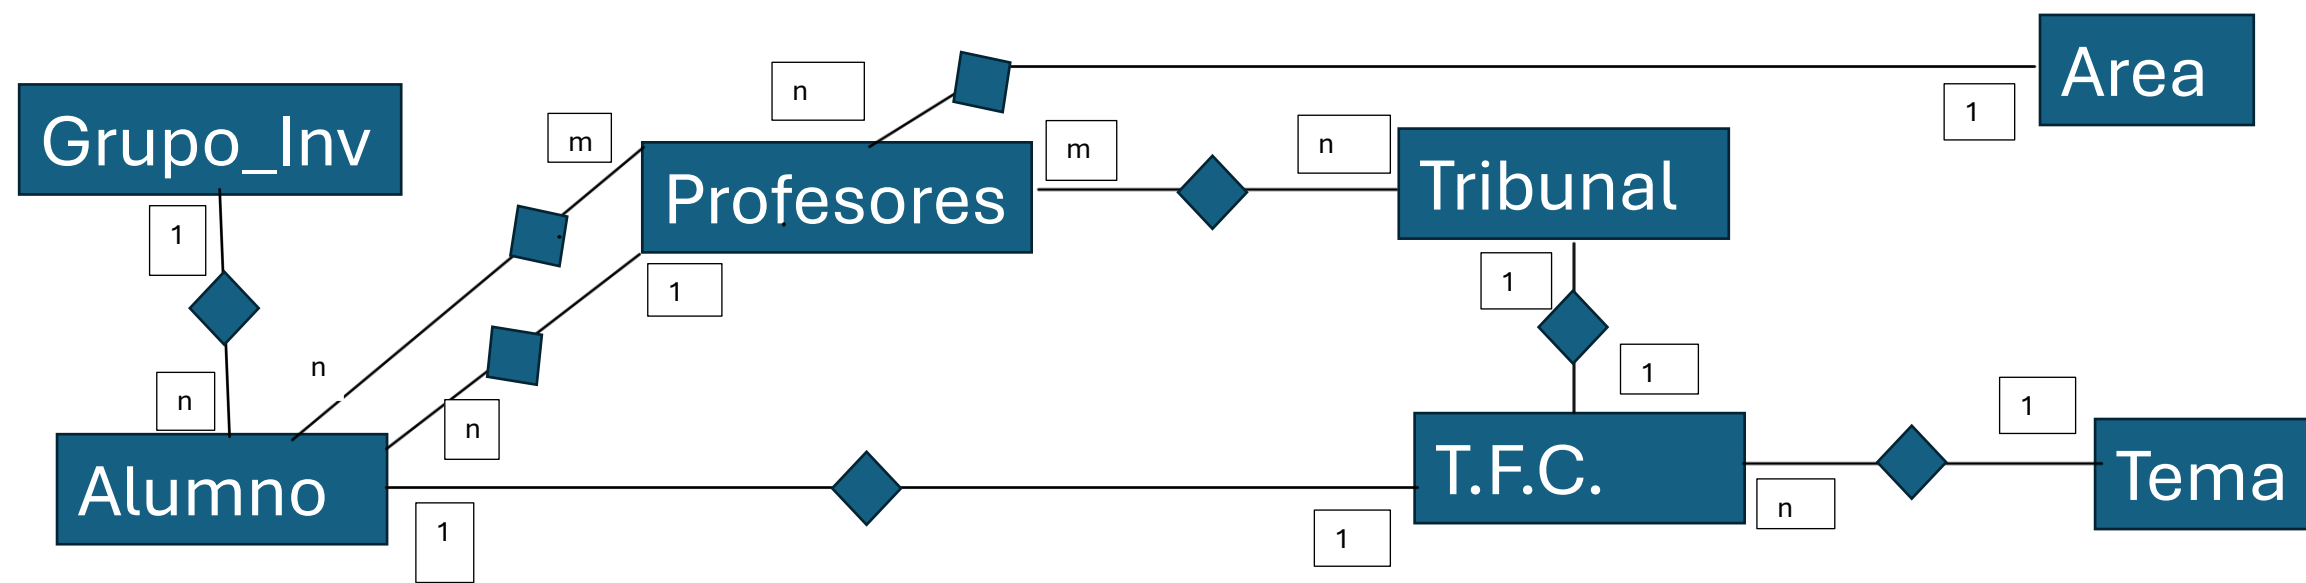 Area
n
1
Grupo_Inv
m
m
n
Profesores
Tribunal
1
1
1
n
1
n
n
1
Alumno
T.F.C.
Tema
n
1
1